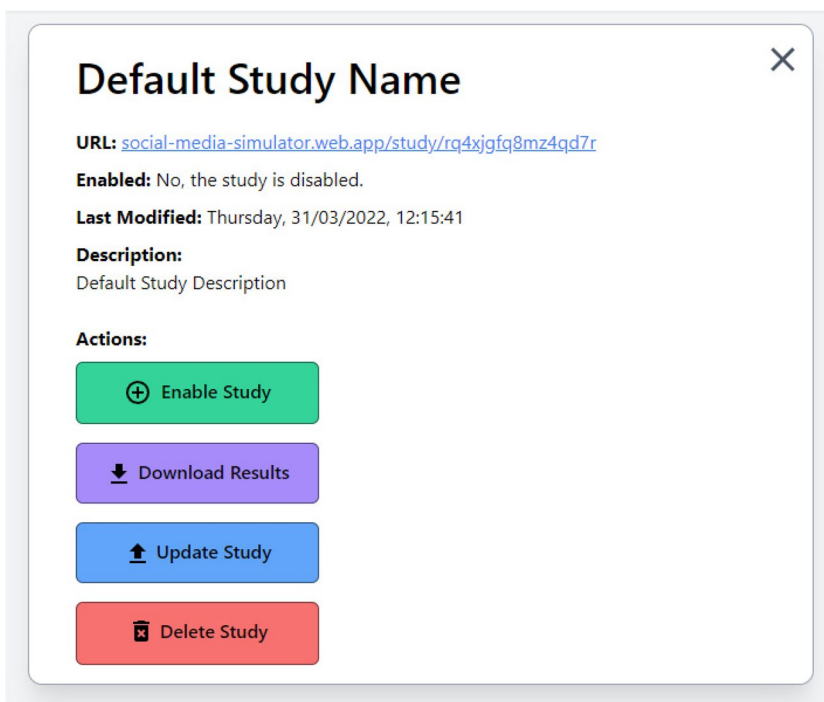 Default Study Name
URL: social-media-simulator.web.app/study/rq4xjgfq8mz4qd7r
Enabled: No, the study is disabled.
Last Modified: Thursday, 31/03/2022, 12:15:41
Description:
Default Study Description
Actions:
Enable Study
Download Results
Update Study
Delete Study